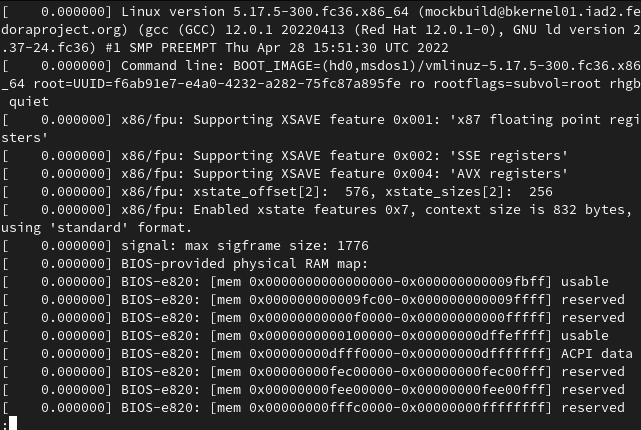 [    0.000000] Linux version 5.17.5-300.fc36.x86_64 (mockbuild@bkernel01.iad2.fe
doraproject.org) (gcc (GCC) 12.0.1 20220413 (Red Hat 12.0.1-0), GNU ld version 2
.37-24.fc36) #1 SMP PREEMPT Thu Apr 28 15:51:30 UTC 2022
[    0.000000] Command line: BOOT_IMAGE=(hd0,msdos1)/vmlinuz-5.17.5-300.fc36.x86
_64 root=UUID=f6ab91e7-e4a0-4232-a282-75fc87a895fe ro rootflags=subvol=root rhgb
 quiet
[    0.000000] x86/fpu: Supporting XSAVE feature 0x001: 'x87 floating point regi
sters'
[    0.000000] x86/fpu: Supporting XSAVE feature 0x002: 'SSE registers'
[    0.000000] x86/fpu: Supporting XSAVE feature 0x004: 'AVX registers'
[    0.000000] x86/fpu: xstate_offset[2]:  576, xstate_sizes[2]:  256
[    0.000000] x86/fpu: Enabled xstate features 0x7, context size is 832 bytes, 
using 'standard' format.
[    0.000000] signal: max sigframe size: 1776
[    0.000000] BIOS-provided physical RAM map:
[    0.000000] BIOS-e820: [mem 0x0000000000000000-0x000000000009fbff] usable
[    0.000000] BIOS-e820: [mem 0x000000000009fc00-0x000000000009ffff] reserved
[    0.000000] BIOS-e820: [mem 0x00000000000f0000-0x00000000000fffff] reserved
[    0.000000] BIOS-e820: [mem 0x0000000000100000-0x00000000dffeffff] usable
[    0.000000] BIOS-e820: [mem 0x00000000dfff0000-0x00000000dfffffff] ACPI data
[    0.000000] BIOS-e820: [mem 0x00000000fec00000-0x00000000fec00fff] reserved
[    0.000000] BIOS-e820: [mem 0x00000000fee00000-0x00000000fee00fff] reserved
[    0.000000] BIOS-e820: [mem 0x00000000fffc0000-0x00000000ffffffff] reserved
: